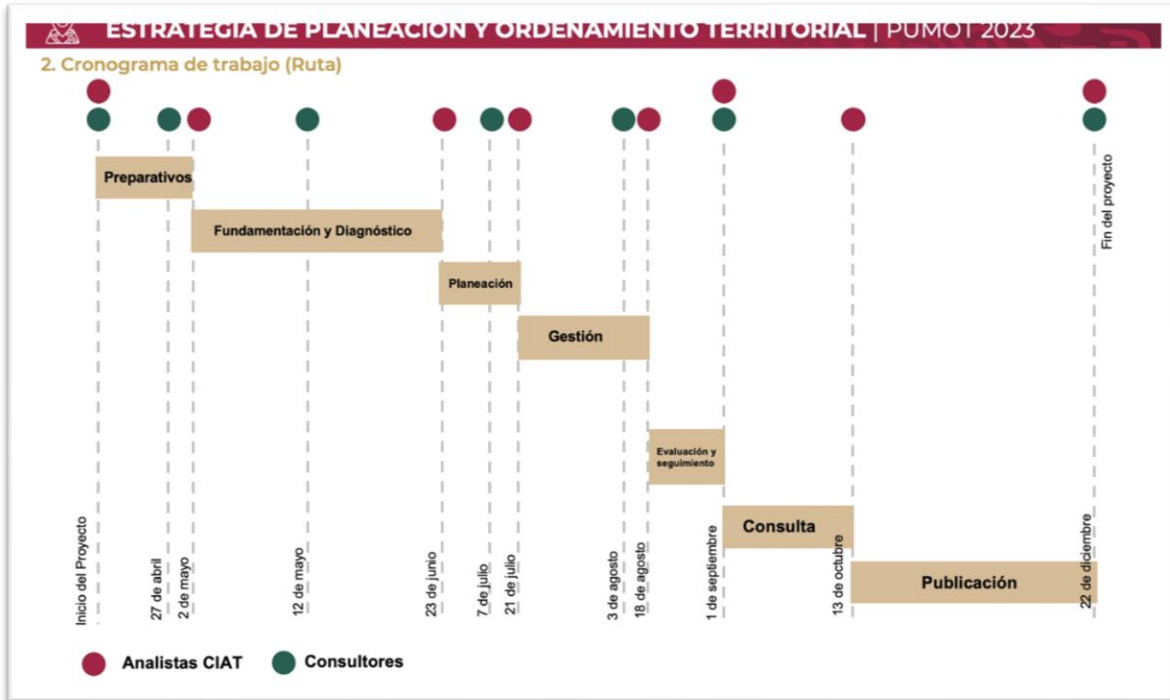 ESTRATEGIA DE PLANEACIÓN Y ORDENAMIENTO TERRITORIAL | PUMOT 2023
2. Cronograma de trabajo (Ruta)
Preparativos
Fundamentación y Diagnóstico
Planeación
Gestión
Evaluación y
seguimiento
Consulta
Publicación
Inicio del Proyecto
27 de abril
2 de mayo
12 de mayo
23 de junio
7 de julio
21 de julio
3 de agosto
18 de agosto
1 de septiembre
13 de octubre
22 de diciembre
Fin del proyecto
Analistas CIAT
Consultores